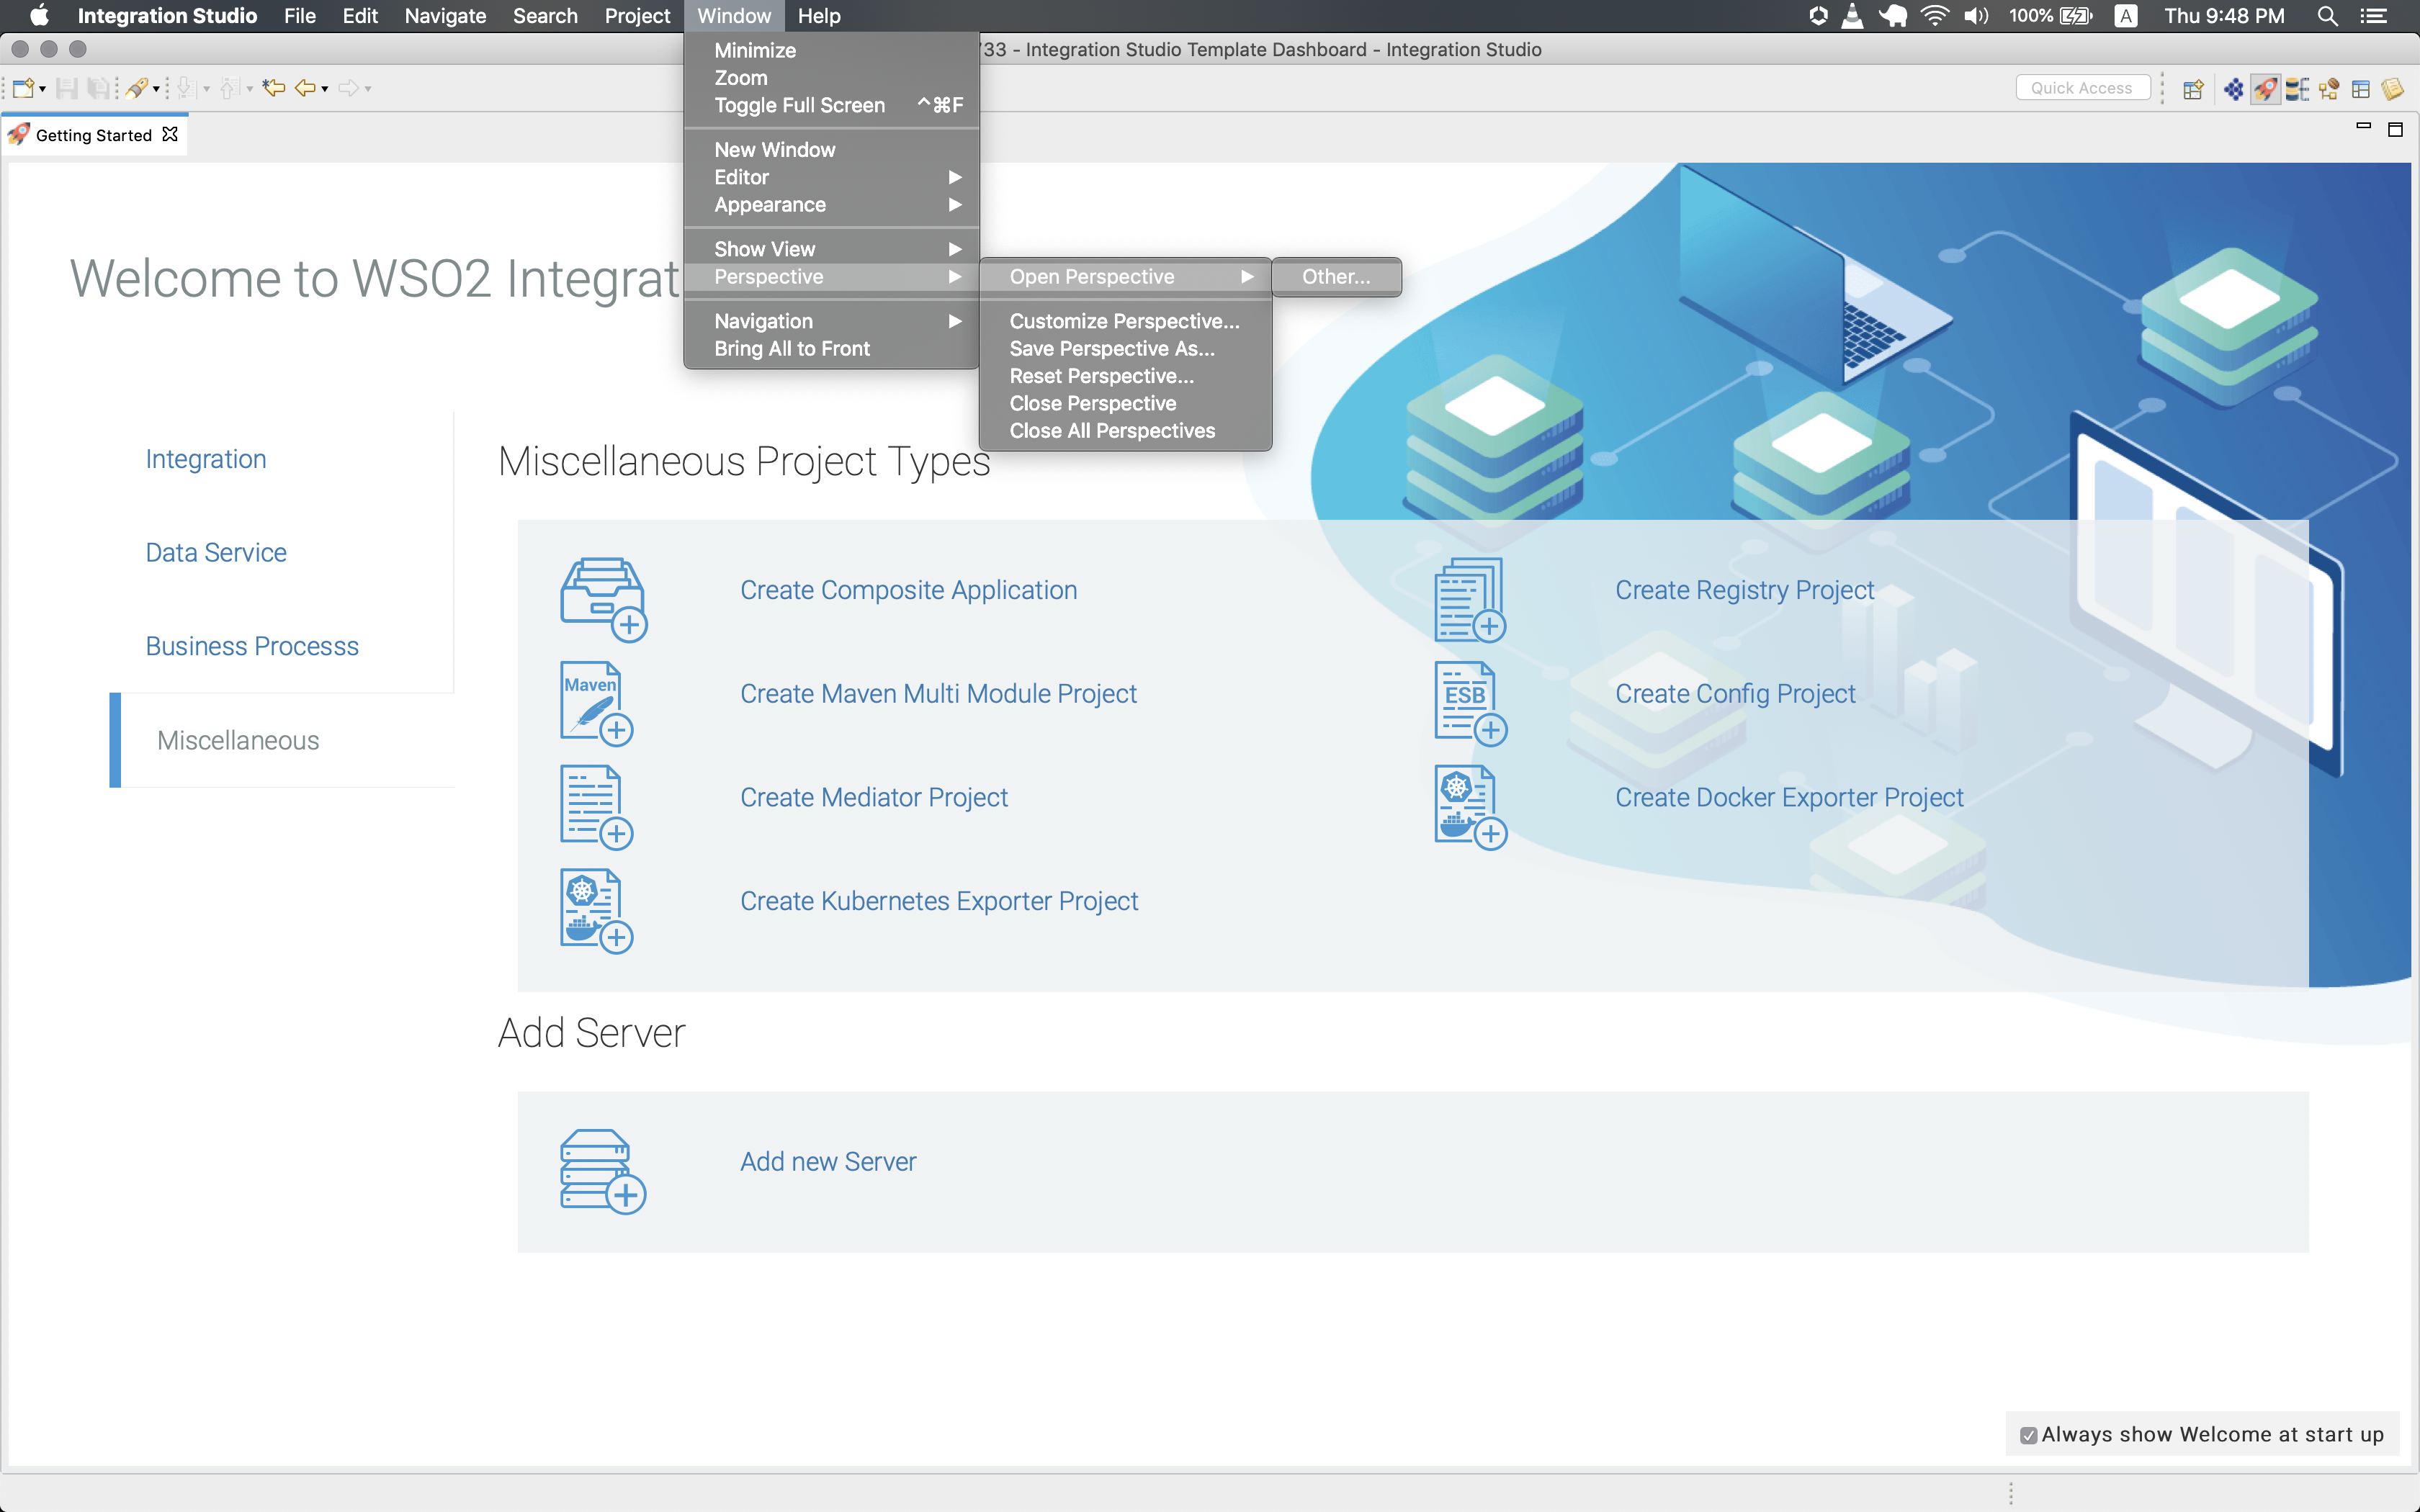 Integration Studio File Edit Navigate Search Project Window Help 100% A Thu 9:48 PM
733 - Integration Studio Template Dashboard - Integration Studio
Quick Access
Getting Started
Minimize
Zoom
Toggle Full Screen ^⌘F
New Window
Editor
Appearance
Show View
Perspective
Navigation
Bring All to Front
Open Perspective
Customize Perspective...
Save Perspective As...
Reset Perspective...
Close Perspective
Close All Perspectives
Other...
Welcome to WSO2 Integrat
Integration
Data Service
Business Processs
Miscellaneous
Miscellaneous Project Types
Create Composite Application
Create Registry Project
Maven
Create Maven Multi Module Project
ESB
Create Config Project
Create Mediator Project
Create Docker Exporter Project
Create Kubernetes Exporter Project
Add Server
Add new Server
Always show Welcome at start up